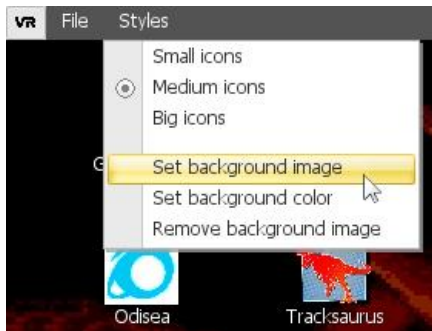 VR File Styles
Small icons
Medium icons
Big icons
G
Set background image
Set background color
Remove background image
Odisea Tracksaurus